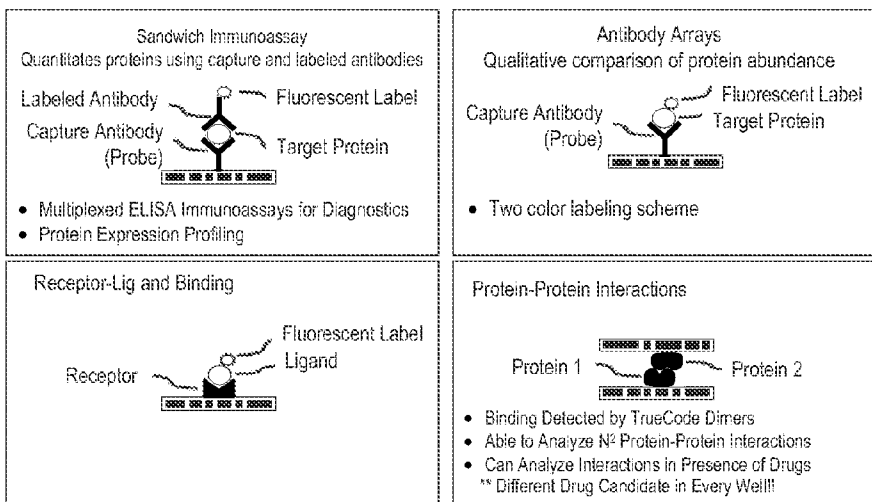 Sandwich Immunoassay
Quantitates proteins using capture and labeled antibodies
Labeled Antibody
Fluorescent Label
Capture Antibody
(Probe)
Target Protein
• Multiplexed ELISA Immunoassays for Diagnostics
• Protein Expression Profiling
Antibody Arrays
Qualitative comparison of protein abundance
Fluorescent Label
Capture Antibody
(Probe)
Target Protein
• Two color labeling scheme
Receptor-Lig and Binding
Fluorescent Label
Ligand
Receptor
Protein-Protein Interactions
Protein 1
Protein 2
• Binding Detected by TrueCode Dimers
• Able to Analyze N² Protein-Protein Interactions
• Can Analyze Interactions in Presence of Drugs
** Different Drug Candidate in Every Well!!